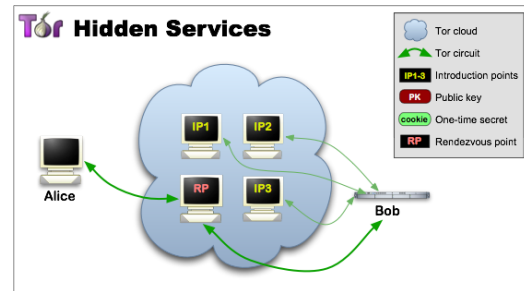 Tor Hidden Services
Tor cloud
Tor circuit
IP1-3 Introduction points
PK Public key
cookie One-time secret
RP Rendezvous point
IP1 IP2
RP IP3
Alice
Bob